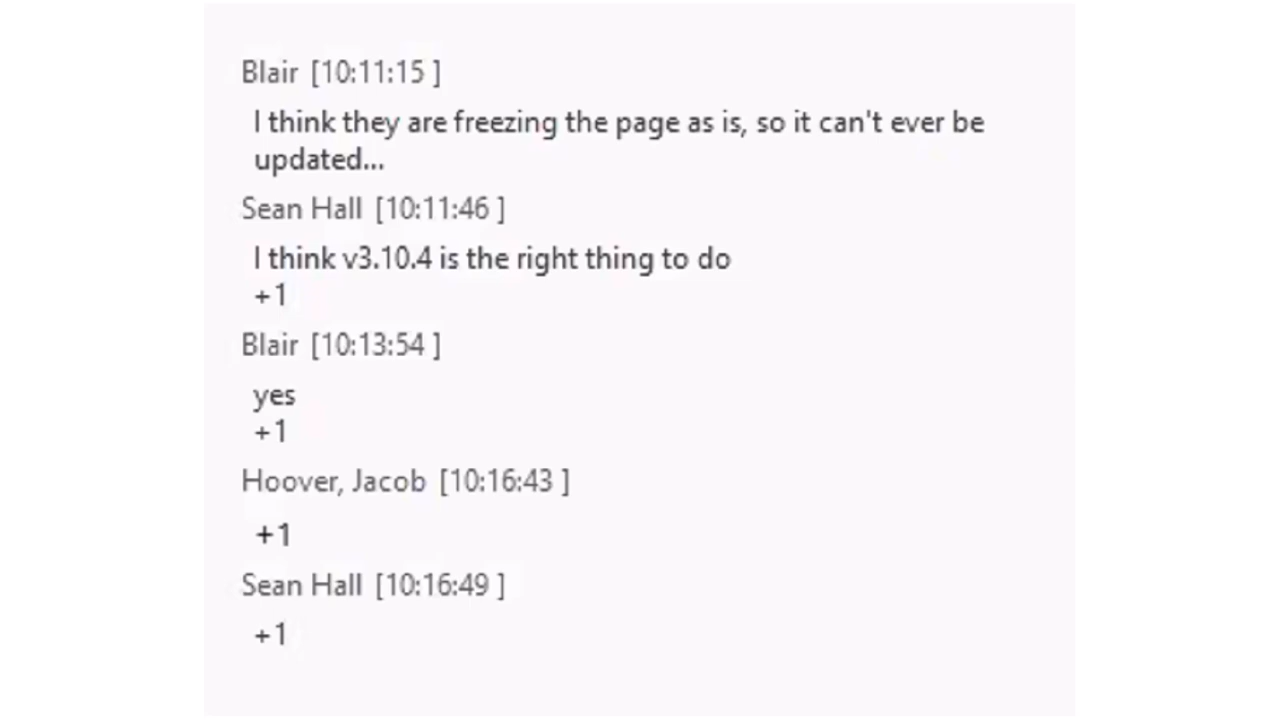 Blair [10:11:15 ]
I think they are freezing the page as is, so it can't ever be
updated...
Sean Hall [10:11:46 ]
I think v3.10.4 is the right thing to do
+1
Blair [10:13:54 ]
yes
+1
Hoover, Jacob [10:16:43 ]
+1
Sean Hall [10:16:49 ]
+1